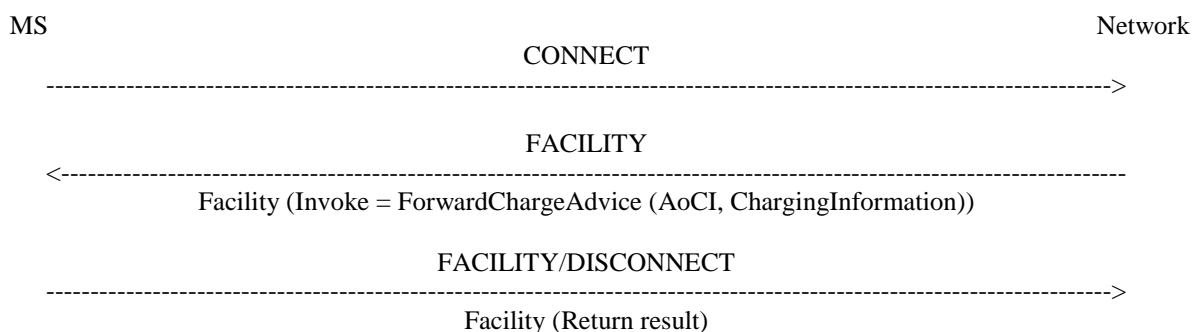 MS Network
CONNECT
------------------------------------------------------------------------------------------------------------------------>
FACILITY
<------------------------------------------------------------------------------------------------------------------------
Facility (Invoke = ForwardChargeAdvice (AoCI, ChargingInformation))
FACILITY/DISCONNECT
------------------------------------------------------------------------------------------------------------------------>
Facility (Return result)